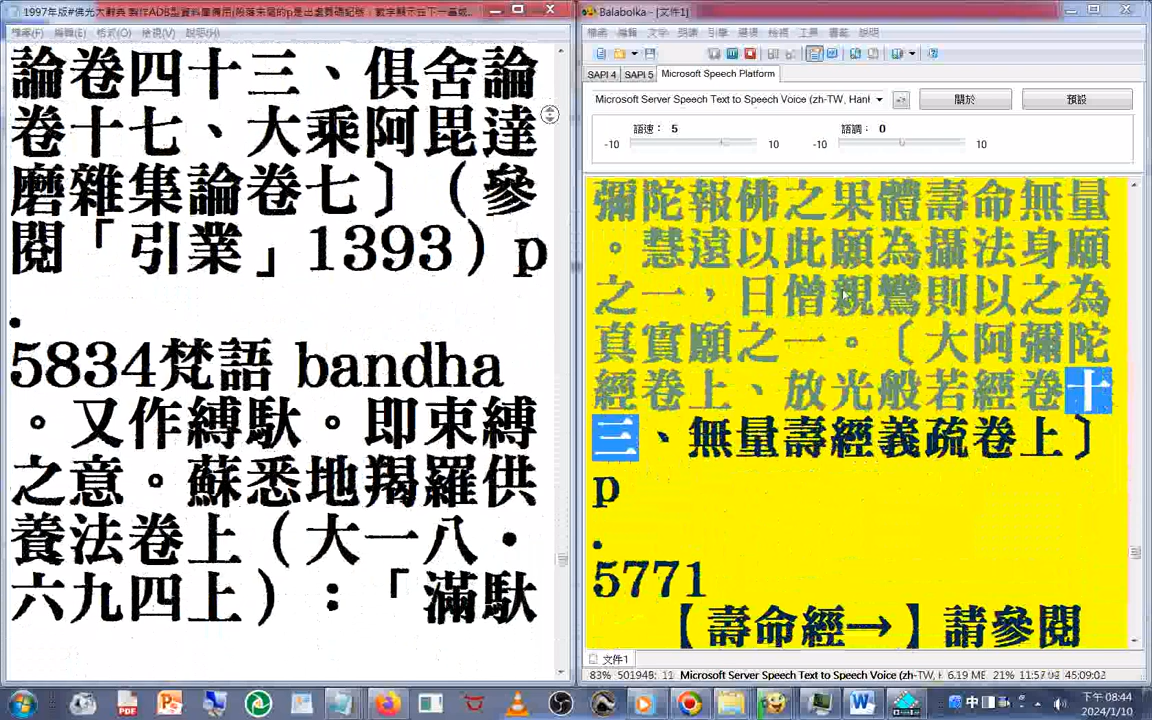 論卷四十三、俱舍論
卷十七、大乘阿毘達
磨雜集論卷七〕（參
閱「引業」1393）p
.
5834梵語 bandha
。又作縛馱。即束縛
之意。蘇悉地羯羅供
養法卷上（大一八・
六九四上）：「滿馱
Balabolka - [文件1]
SAPI 4 SAPI 5 Microsoft Speech Platform
Microsoft Server Speech Text to Speech Voice (zh-TW, Hanl
關於 預設
語速： 5 語調： 0
-10 10 -10 10
彌陀報佛之果體壽命無量
。慧遠以此願為攝法身願
之一，日僧親鸞則以之為
真實願之一。〔大阿彌陀
經卷上、放光般若經卷十
三、無量壽經義疏卷上〕
p
.
5771
【壽命經→】請參閱
文件1
Microsoft Server Speech Text to Speech Voice (zh-TW, H
6.19 ME 21%
下午 08:44
2024/1/10